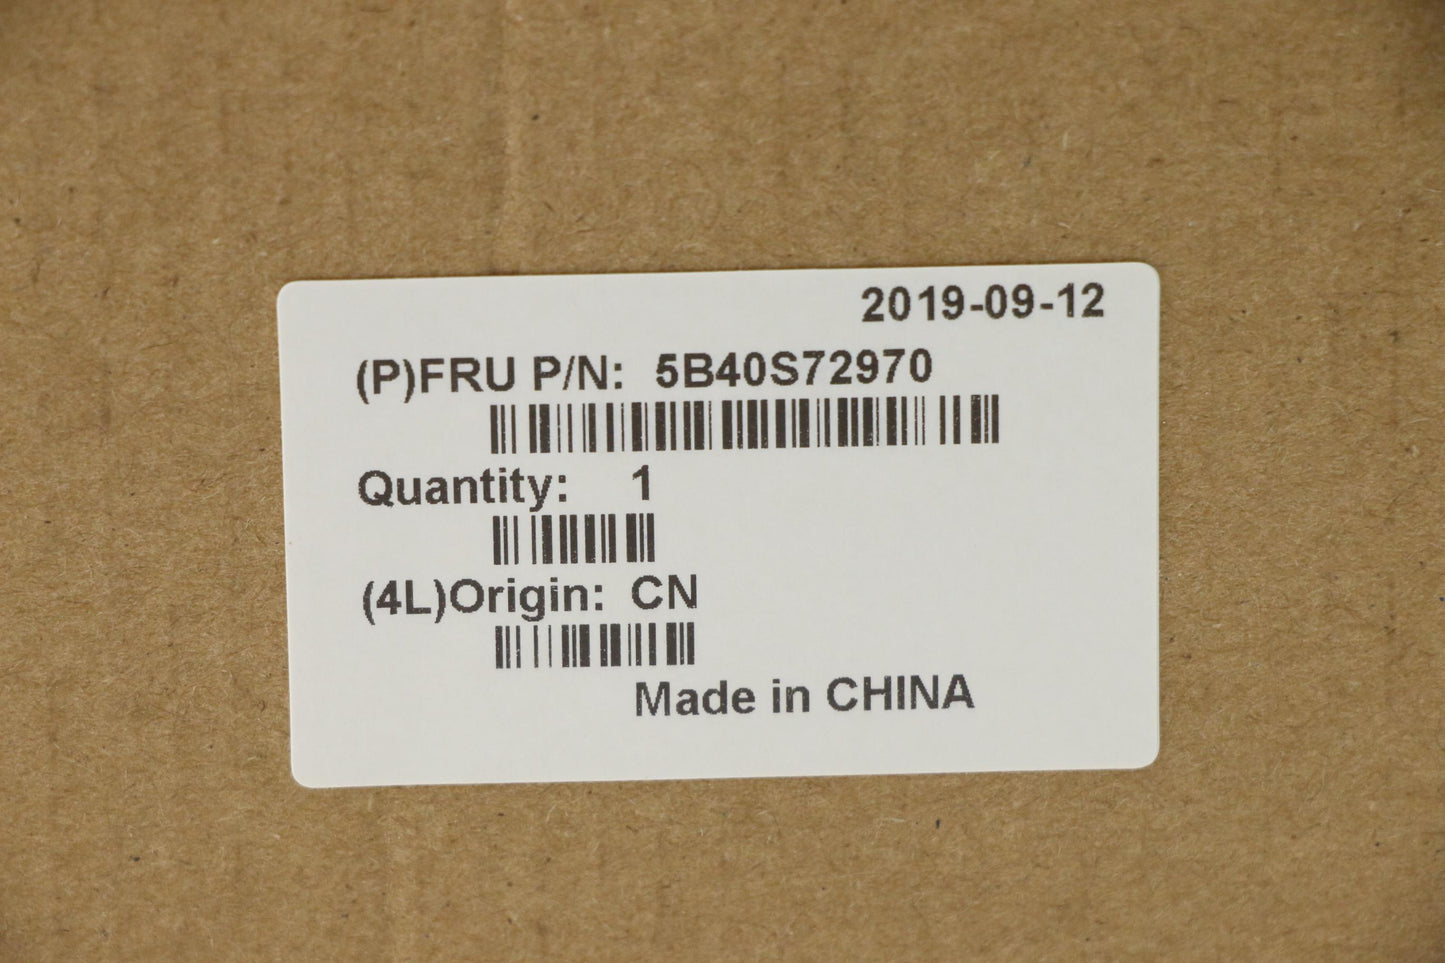 2019-09-12
(P)FRU P/N: 5B40S72970
Quantity: 1
(4L)Origin: CN
Made in CHINA